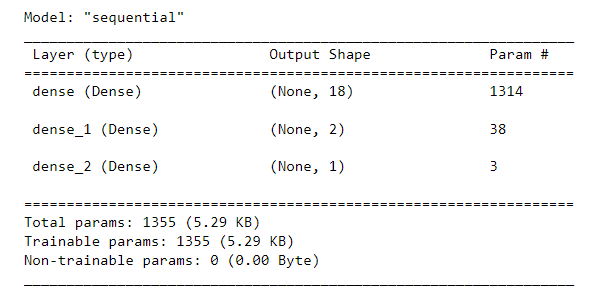 Model: "sequential"
_________________________________________________________________
Layer (type) Output Shape Param #
=================================================================
dense (Dense) (None, 18) 1314
dense_1 (Dense) (None, 2) 38
dense_2 (Dense) (None, 1) 3
=================================================================
Total params: 1355 (5.29 KB)
Trainable params: 1355 (5.29 KB)
Non-trainable params: 0 (0.00 Byte)
_________________________________________________________________